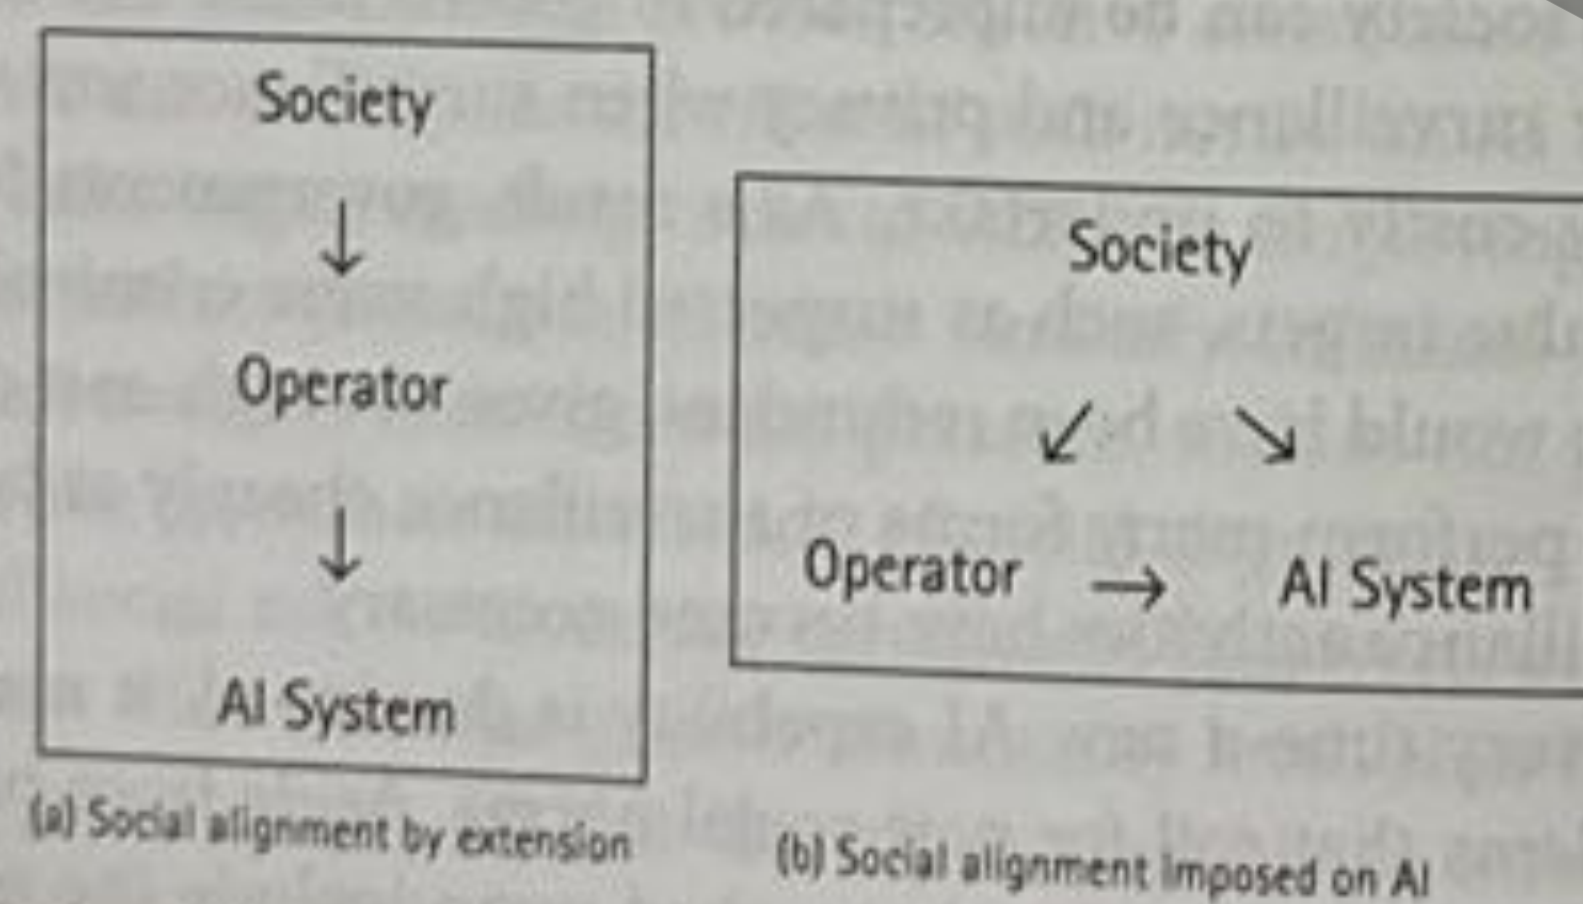 Society
↓
Operator
↓
AI System
(a) Social alignment by extension
Society
↙ ↘
Operator → AI System
(b) Social alignment imposed on AI